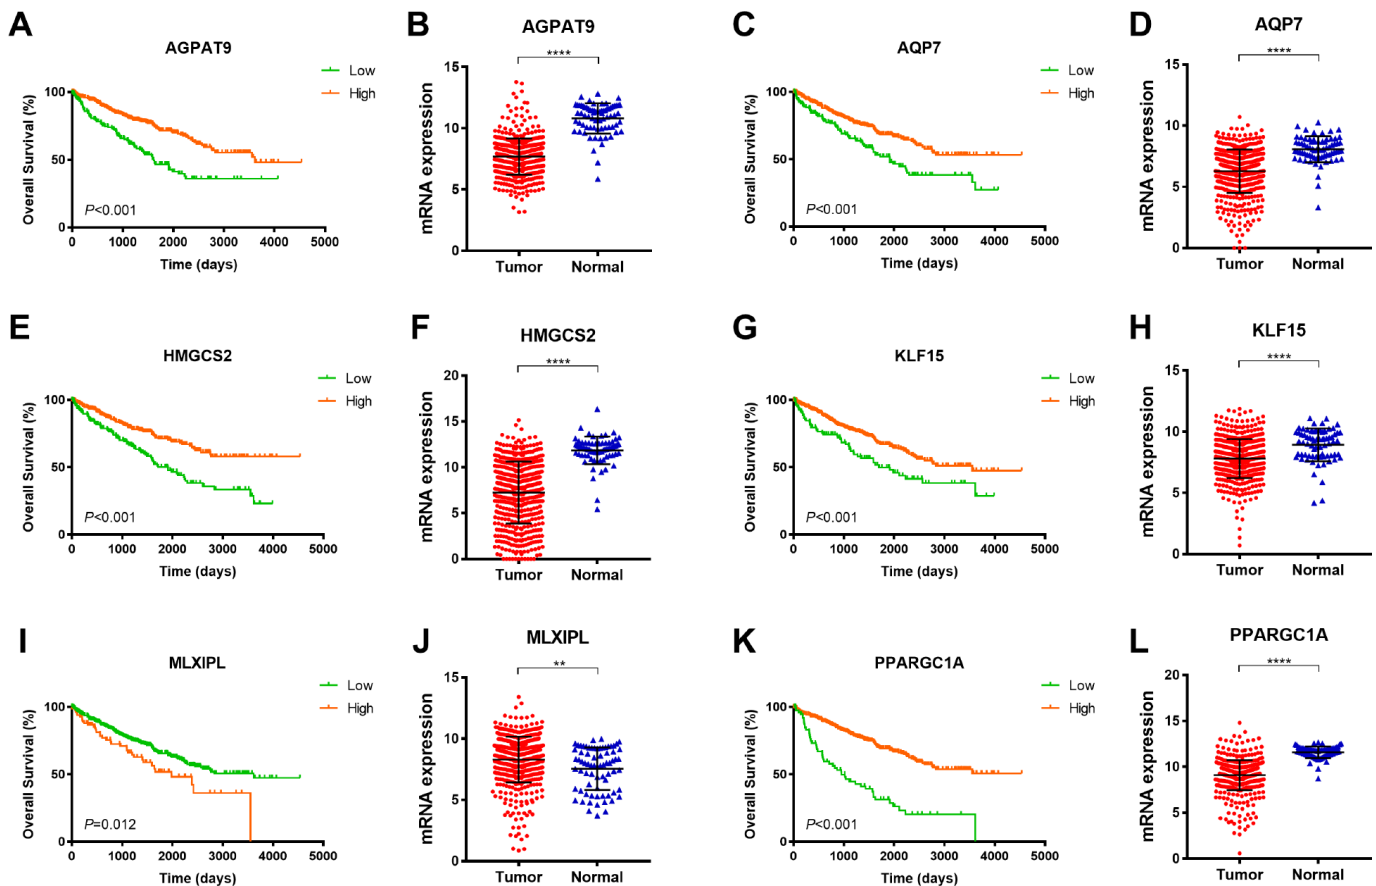 A
AGPAT9
Low
High
Overall Survival (%)
100
50
0
P<0.001
0 1000 2000 3000 4000 5000
Time (days)
B
AGPAT9
****
mRNA expression
15
10
5
0
Tumor Normal
C
AQP7
Low
High
Overall Survival (%)
100
50
0
P<0.001
0 1000 2000 3000 4000 5000
Time (days)
D
AQP7
****
mRNA expression
15
10
5
0
Tumor Normal
E
HMGCS2
Low
High
Overall Survival (%)
100
50
0
P<0.001
0 1000 2000 3000 4000 5000
Time (days)
F
HMGCS2
****
mRNA expression
20
15
10
5
0
Tumor Normal
G
KLF15
Low
High
Overall Survival (%)
100
50
0
P<0.001
0 1000 2000 3000 4000 5000
Time (days)
H
KLF15
****
mRNA expression
15
10
5
0
Tumor Normal
I
MLXIPL
Low
High
Overall Survival (%)
100
50
0
P=0.012
0 1000 2000 3000 4000 5000
Time (days)
J
MLXIPL
**
mRNA expression
15
10
5
0
Tumor Normal
K
PPARGC1A
Low
High
Overall Survival (%)
100
50
0
P<0.001
0 1000 2000 3000 4000 5000
Time (days)
L
PPARGC1A
****
mRNA expression
20
15
10
5
0
Tumor Normal